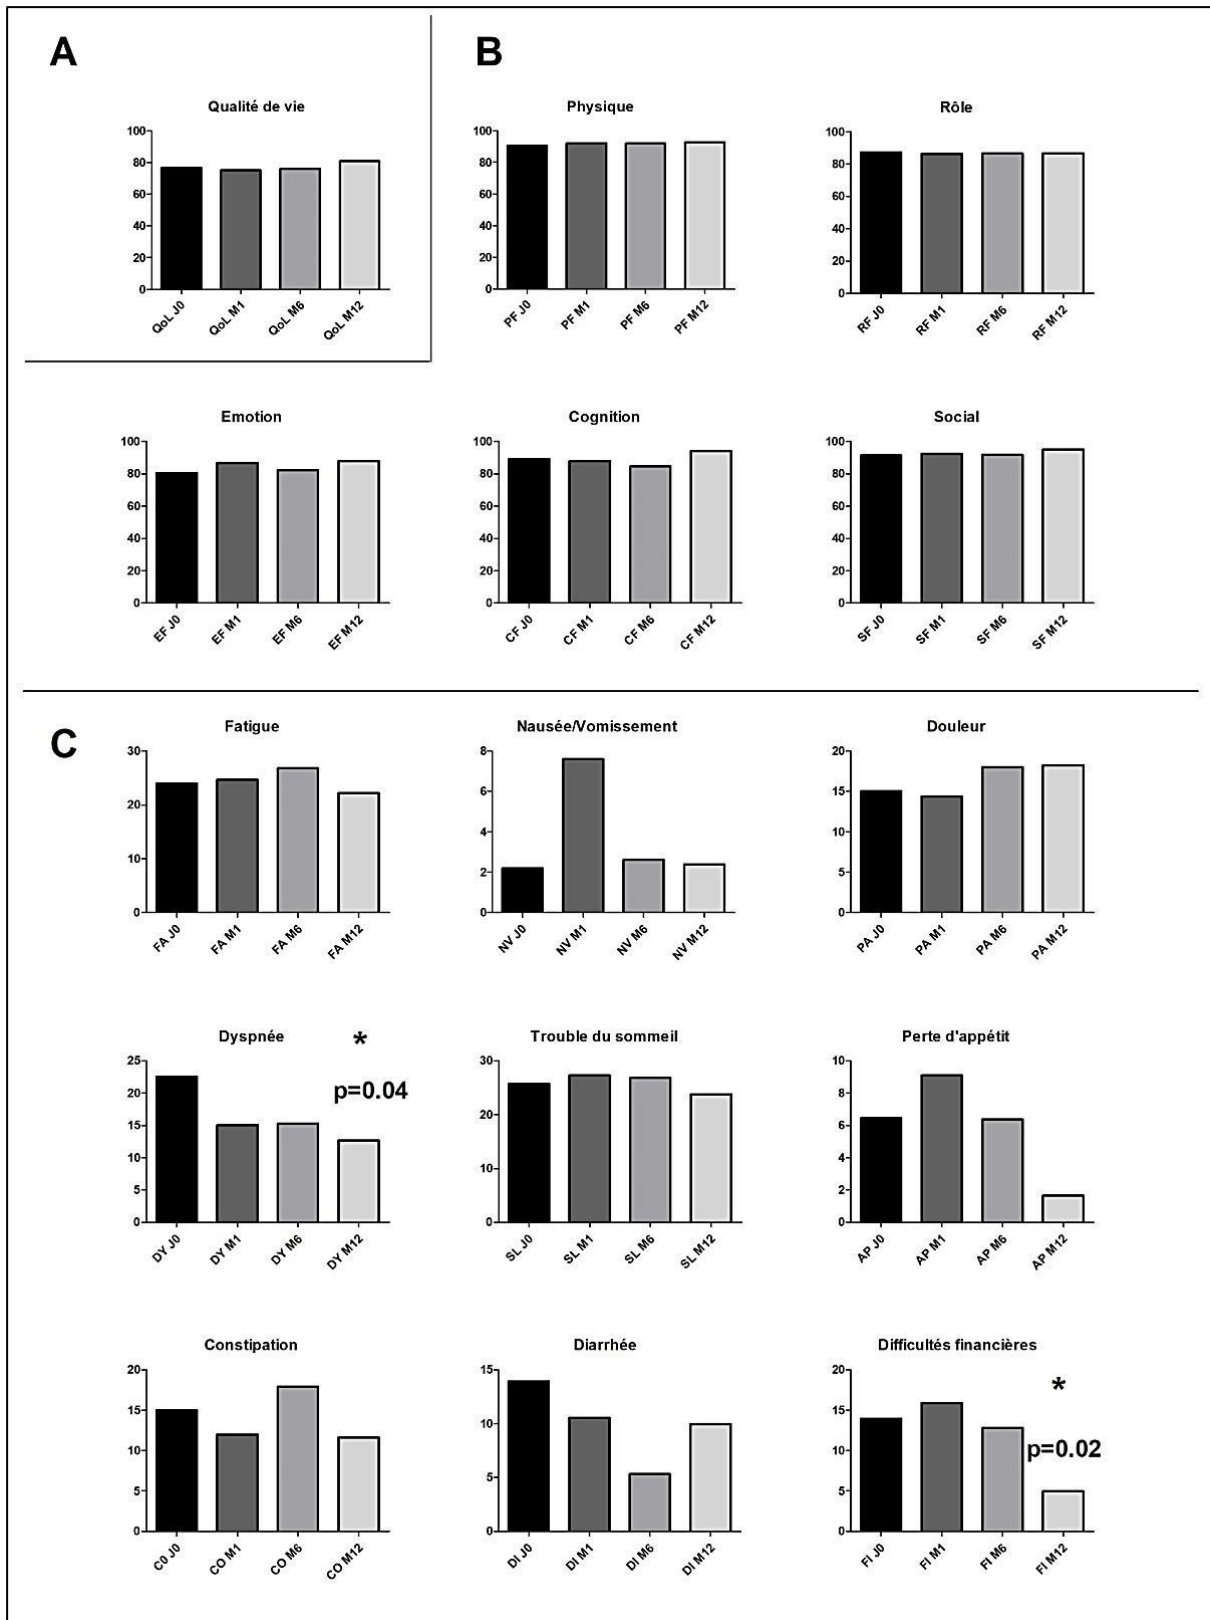 A
B
Qualité de vie
100
80
60
40
20
0
QoL J0
QoL M1
QoL M6
QoL M12
Physique
100
80
60
40
20
0
PF J0
PF M1
PF M6
PF M12
Rôle
100
80
60
40
20
0
RF J0
RF M1
RF M6
RF M12
Emotion
100
80
60
40
20
0
EF J0
EF M1
EF M6
EF M12
Cognition
100
80
60
40
20
0
CF J0
CF M1
CF M6
CF M12
Social
100
80
60
40
20
0
SF J0
SF M1
SF M6
SF M12
C
Fatigue
30
20
10
0
FA J0
FA M1
FA M6
FA M12
Nausée/Vomissement
8
6
4
2
0
NV J0
NV M1
NV M6
NV M12
Douleur
20
15
10
5
0
PA J0
PA M1
PA M6
PA M12
Dyspnée
*
p=0.04
25
20
15
10
5
0
DY J0
DY M1
DY M6
DY M12
Trouble du sommeil
30
20
10
0
SL J0
SL M1
SL M6
SL M12
Perte d'appétit
10
8
6
4
2
0
AP J0
AP M1
AP M6
AP M12
Constipation
20
15
10
5
0
C0 J0
CO M1
CO M6
CO M12
Diarrhée
15
10
5
0
DI J0
DI M1
DI M6
DI M12
Difficultés financières
*
p=0.02
20
15
10
5
0
FI J0
FI M1
FI M6
FI M12